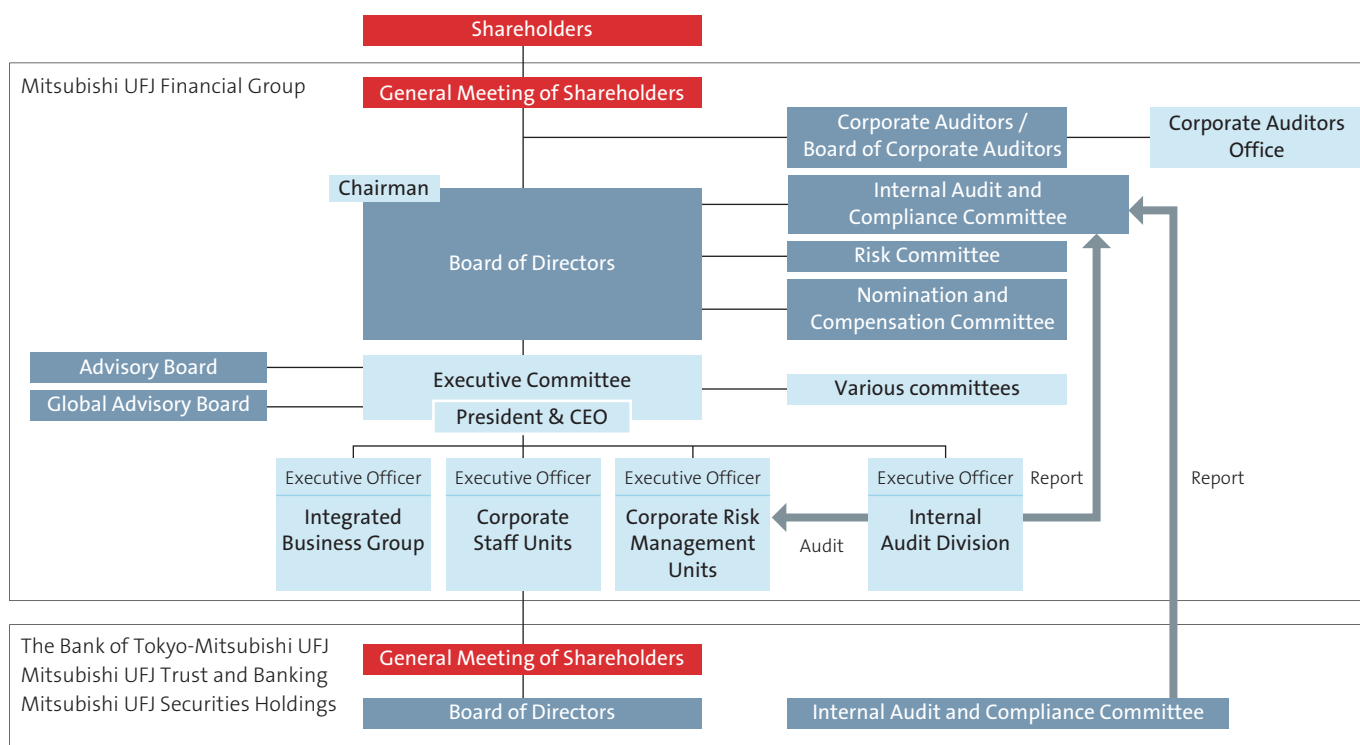 Shareholders
Mitsubishi UFJ Financial Group
General Meeting of Shareholders
Corporate Auditors /
Board of Corporate Auditors
Corporate Auditors
Office
Chairman
Board of Directors
Internal Audit and
Compliance Committee
Risk Committee
Nomination and
Compensation Committee
Advisory Board
Global Advisory Board
Executive Committee
President & CEO
Various committees
Executive Officer
Integrated
Business Group
Executive Officer
Corporate
Staff Units
Executive Officer
Corporate Risk
Management
Units
Audit
Executive Officer
Internal
Audit Division
Report
Report
The Bank of Tokyo-Mitsubishi UFJ
Mitsubishi UFJ Trust and Banking
Mitsubishi UFJ Securities Holdings
General Meeting of Shareholders
Board of Directors
Internal Audit and Compliance Committee